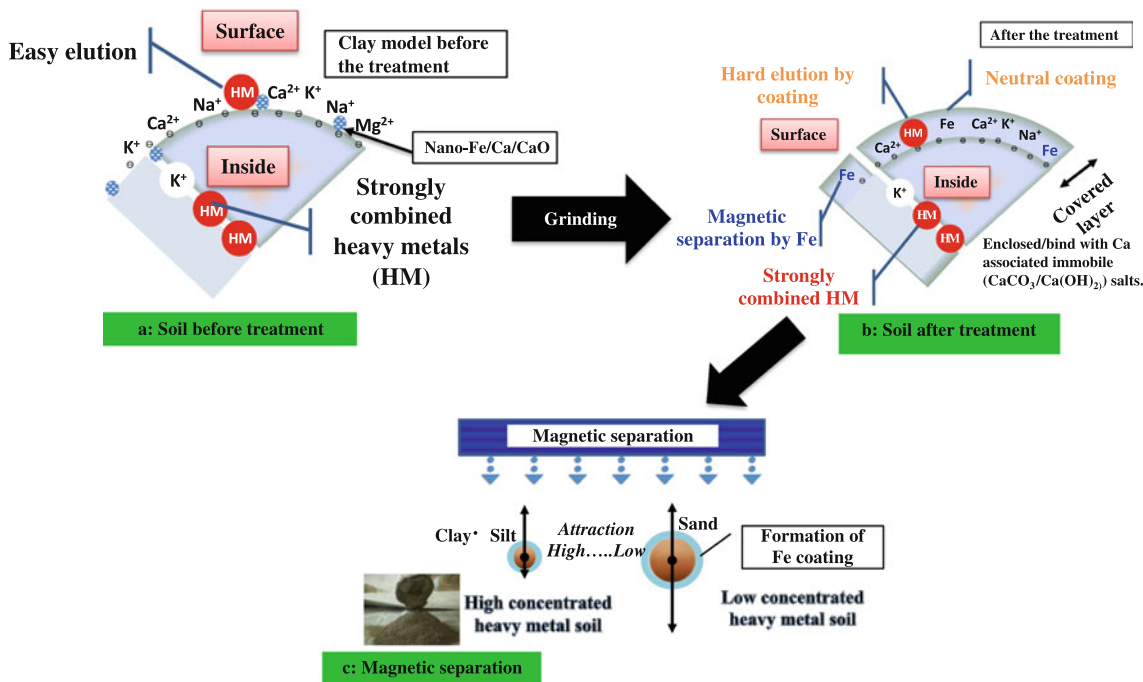 Surface
Easy elution
Clay model before
the treatment
HM
Ca²⁺ K⁺
Na⁺
Na⁺
Ca²⁺
Mg²⁺
K⁺
Nano-Fe/Ca/CaO
K⁺
Inside
HM
HM
Strongly
combined
heavy metals
(HM)
a: Soil before treatment
Grinding
After the treatment
Hard elution by
coating
Neutral coating
Surface
HM
Fe
Ca²⁺ K⁺
Ca²⁺
Na⁺
Fe
Fe
K⁺
Inside
HM
HM
Covered
layer
Magnetic
separation by Fe
Enclosed/bind with Ca
associated immobile
(CaCO₃/Ca(OH)₂₎) salts.
Strongly
combined HM
b: Soil after treatment
Magnetic separation
Clay· Silt
Attraction
High.....Low
Sand
Formation of
Fe coating
High concentrated
heavy metal soil
Low concentrated
heavy metal soil
c: Magnetic separation